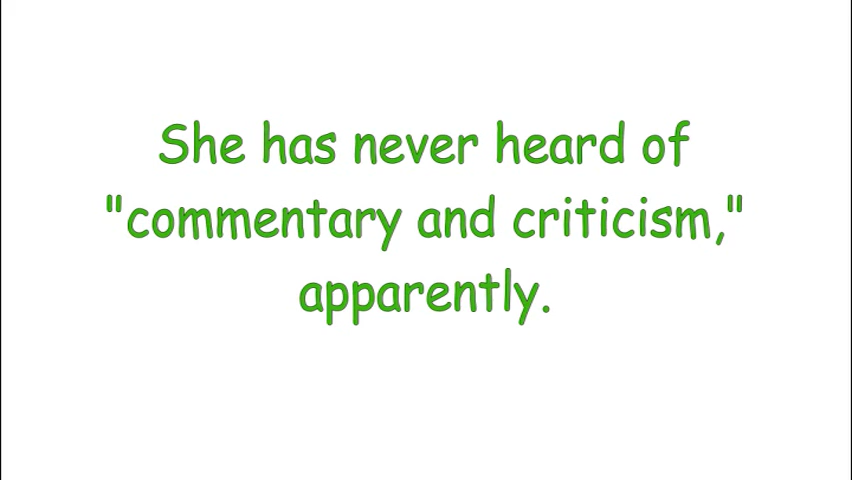 She has never heard of
"commentary and criticism,"
apparently.